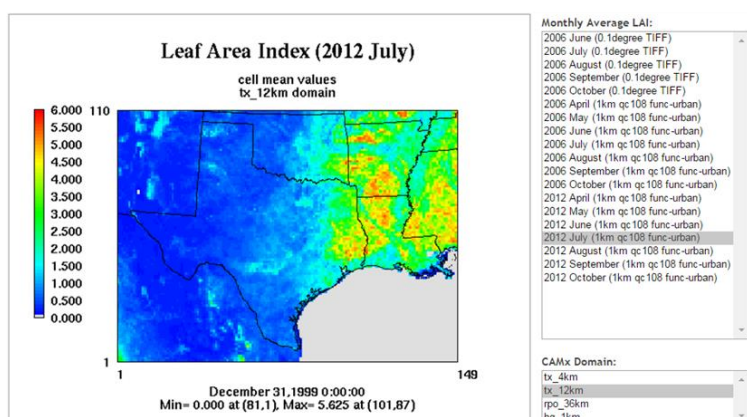 Leaf Area Index (2012 July)
cell mean values
tx_12km domain
6.000
5.500
5.000
4.500
4.000
3.500
3.000
2.500
2.000
1.500
1.000
0.500
0.000
110
1
1
149
December 31,1999 0:00:00
Min= 0.000 at (81,1), Max= 5.625 at (101,87)
Monthly Average LAI:
2006 June (0.1degree TIFF)
2006 July (0.1degree TIFF)
2006 August (0.1degree TIFF)
2006 September (0.1degree TIFF)
2006 October (0.1degree TIFF)
2006 April (1km qc108 func-urban)
2006 May (1km qc108 func-urban)
2006 June (1km qc108 func-urban)
2006 July (1km qc108 func-urban)
2006 August (1km qc108 func-urban)
2006 September (1km qc108 func-urban)
2006 October (1km qc108 func-urban)
2012 April (1km qc108 func-urban)
2012 May (1km qc108 func-urban)
2012 June (1km qc108 func-urban)
2012 July (1km qc108 func-urban)
2012 August (1km qc108 func-urban)
2012 September (1km qc108 func-urban)
2012 October (1km qc108 func-urban)
CAMx Domain:
tx_4km
tx_12km
rpo_36km